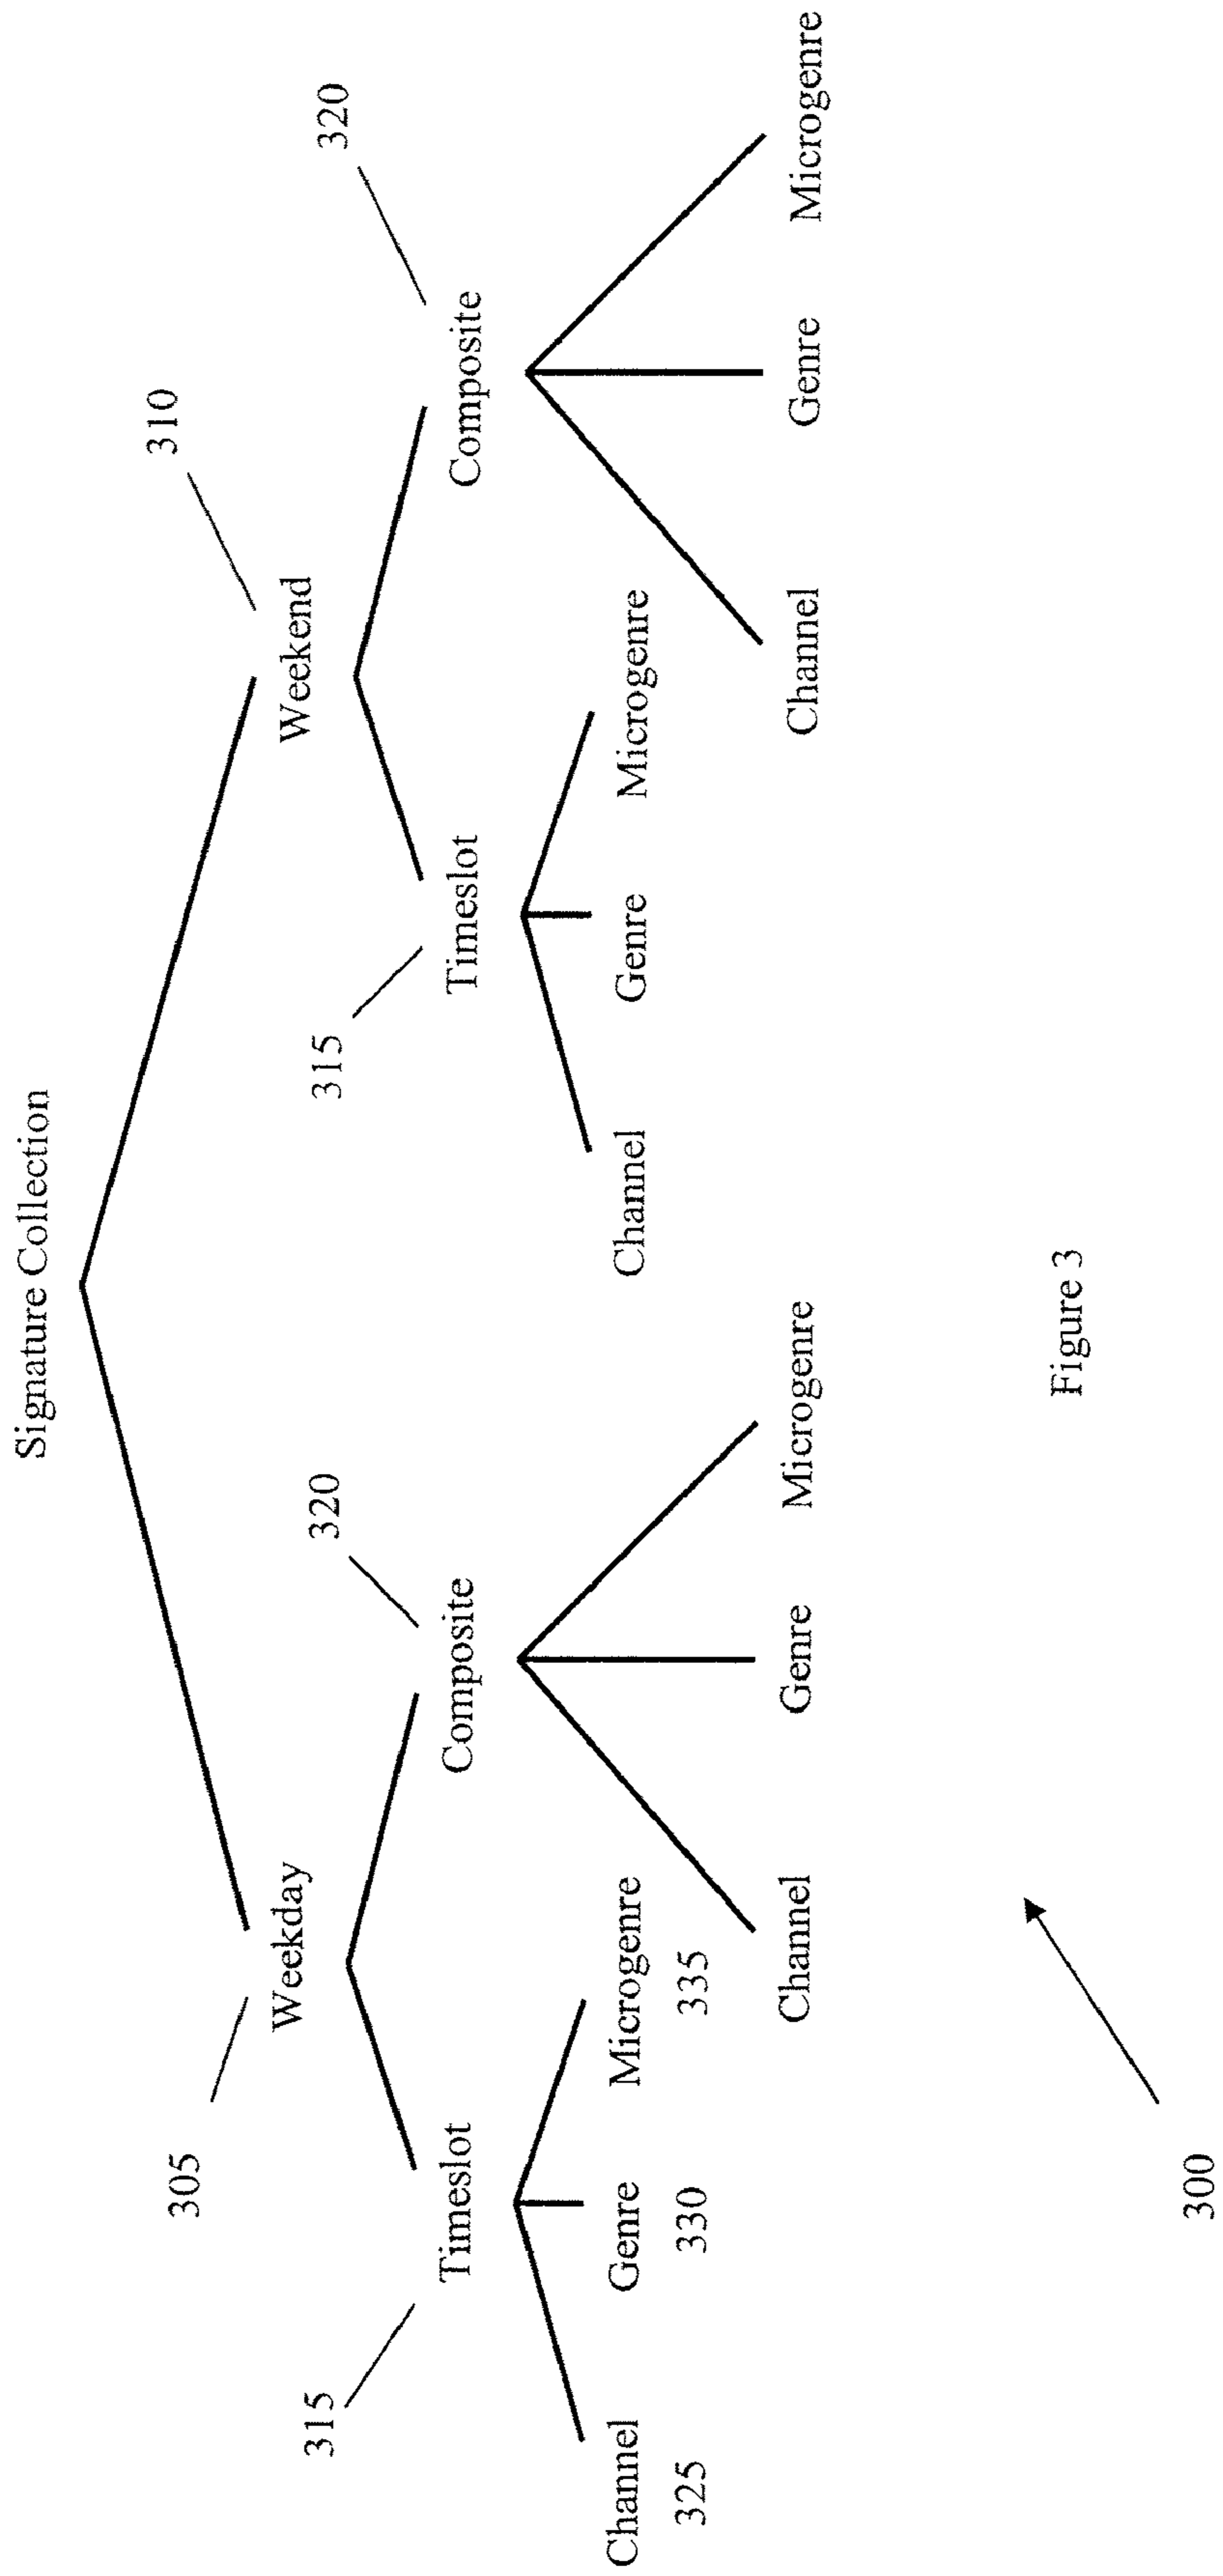 Signature Collection
305
Weekday
310
Weekend
315
Timeslot
320
Composite
315
Timeslot
320
Composite
Channel
Genre
Microgenre
325
330
335
Channel
Genre
Microgenre
Channel
Genre
Microgenre
Channel
Genre
Microgenre
300
Figure 3